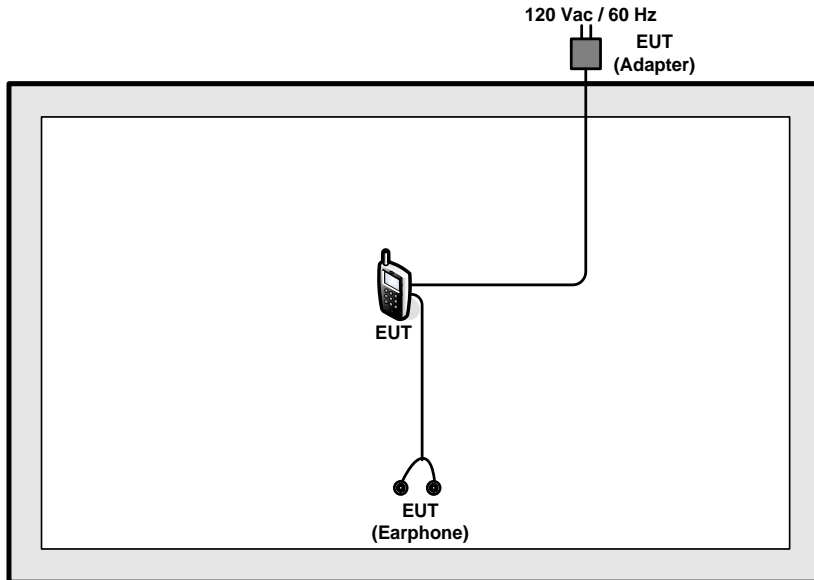 120 Vac / 60 Hz
EUT
(Adapter)
EUT
EUT
(Earphone)